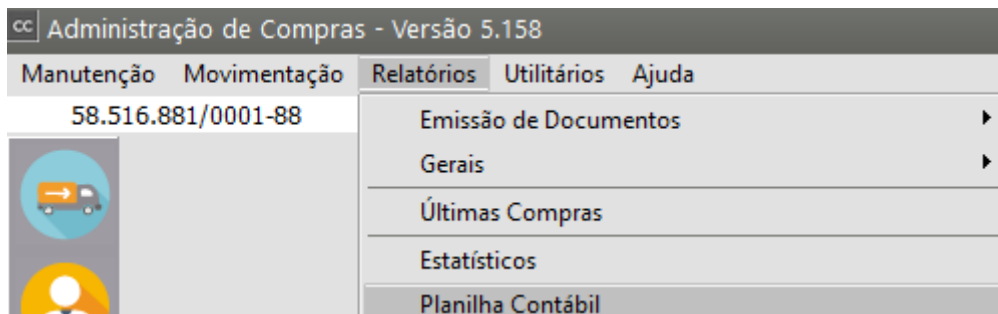 cc Administração de Compras - Versão 5.158
Manutenção Movimentação Relatórios Utilitários Ajuda
58.516.881/0001-88
Emissão de Documentos
Gerais
Últimas Compras
Estatísticos
Planilha Contábil